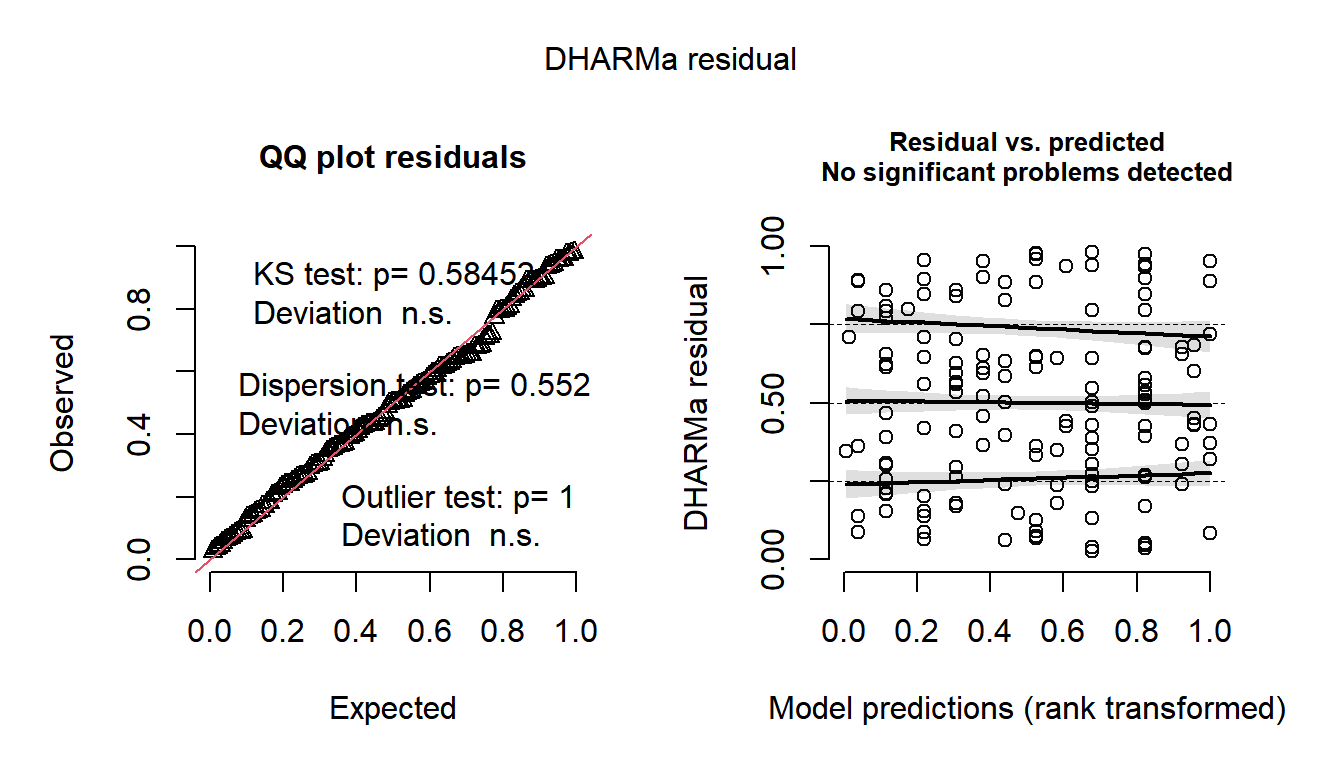 DHARMa residual
QQ plot residuals
KS test: p= 0.58452
Deviation  n.s.
Dispersion test: p= 0.552
Deviation  n.s.
Outlier test: p= 1
Deviation  n.s.
Observed
0.0
0.4
0.8
0.0 0.2 0.4 0.6 0.8 1.0
Expected
Residual vs. predicted
No significant problems detected
DHARMa residual
0.00
0.50
1.00
0.0 0.2 0.4 0.6 0.8 1.0
Model predictions (rank transformed)